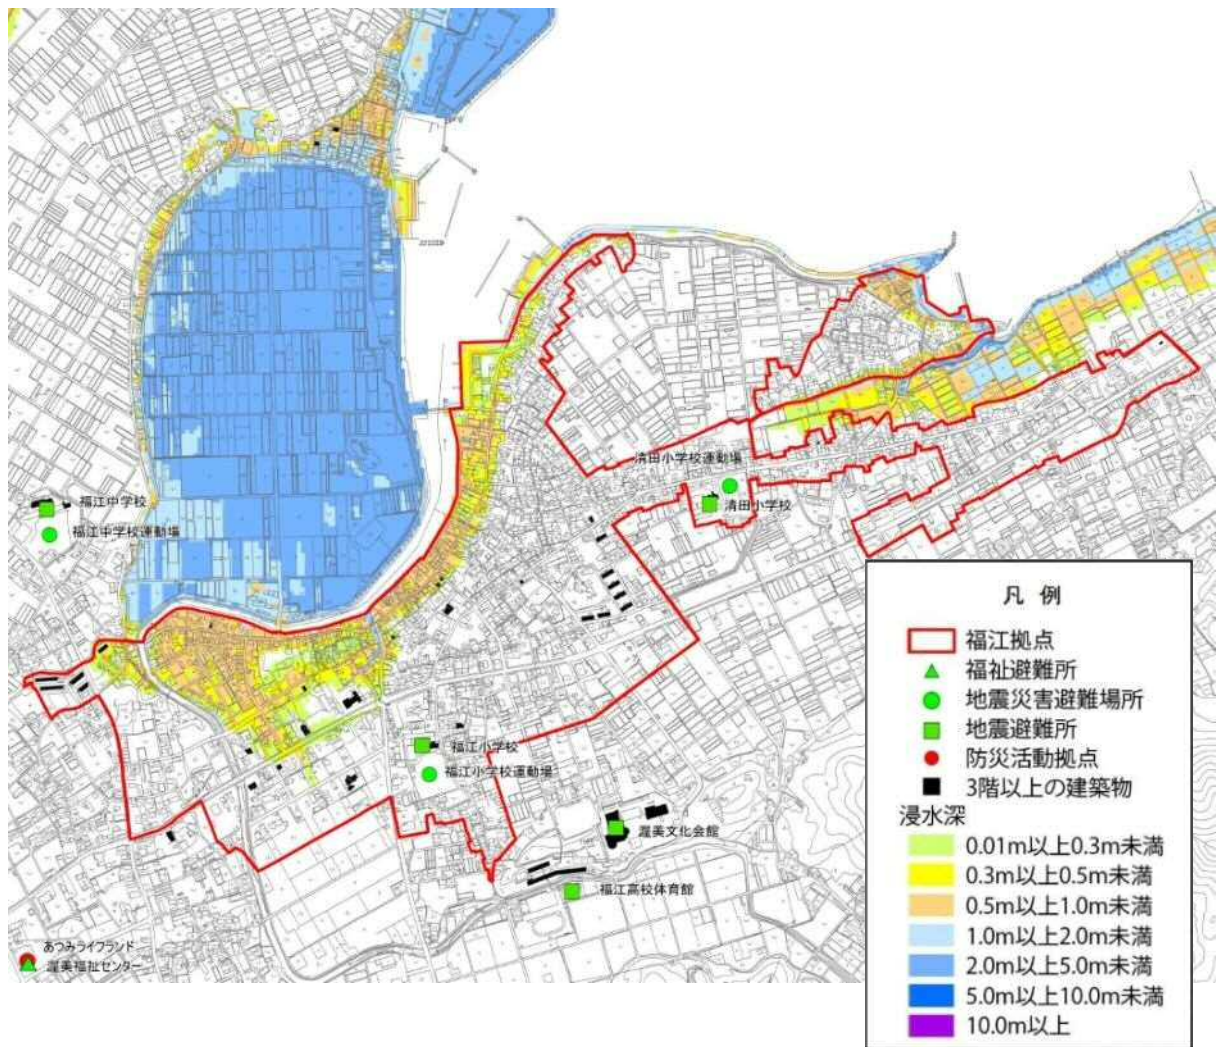 清田小学校運動場
福江中学校
清田小学校
福江中学校運動場
福江小学校
福江小学校運動場
渥美文化会館
福江高校体育館
あつみライフランド
渥美福祉センター
凡 例
福江拠点
福祉避難所
地震災害避難場所
地震避難所
防災活動拠点
3階以上の建築物
浸水深
0.01m以上0.3m未満
0.3m以上0.5m未満
0.5m以上1.0m未満
1.0m以上2.0m未満
2.0m以上5.0m未満
5.0m以上10.0m未満
10.0m以上